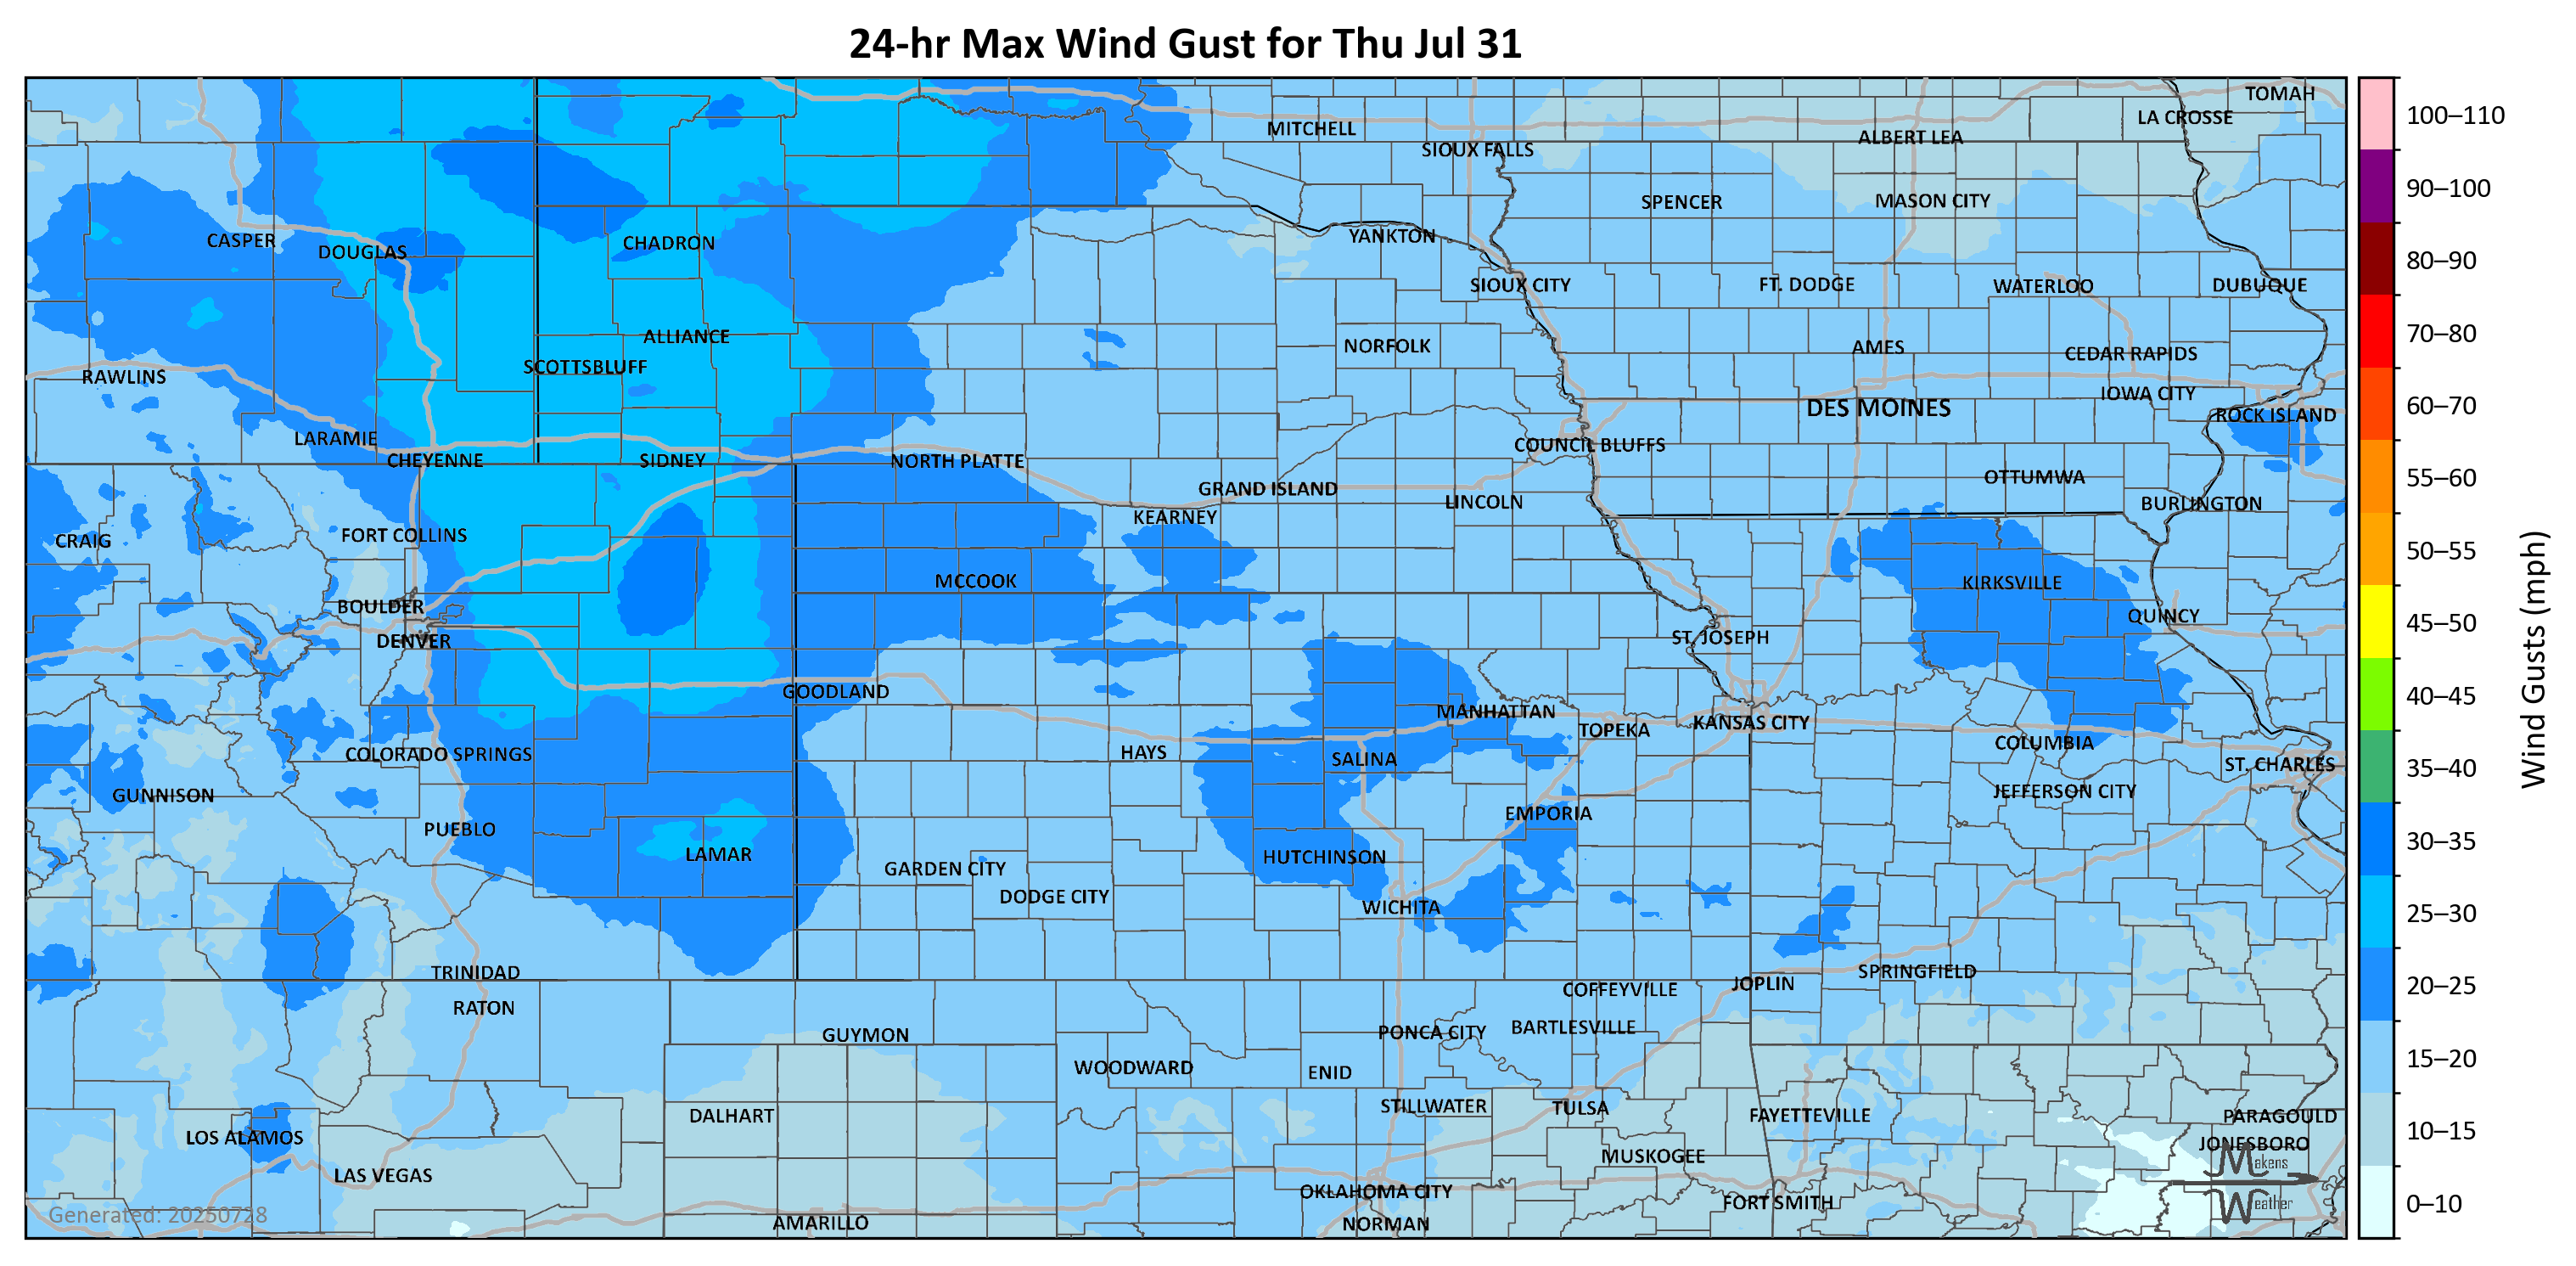 24-hr Max Wind Gust for Thu Jul 31
TOMAH
LA CROSSE
MITCHELL
ALBERT LEA
SIOUX FALLS
SPENCER
MASON CITY
CASPER
DOUGLAS
CHADRON
YANKTON
SIOUX CITY
FT. DODGE
WATERLOO
DUBUQUE
ALLIANCE
NORFOLK
AMES
CEDAR RAPIDS
SCOTTSBLUFF
RAWLINS
IOWA CITY
DES MOINES
ROCK ISLAND
LARAMIE
COUNCIL BLUFFS
CHEYENNE
SIDNEY
NORTH PLATTE
OTTUMWA
GRAND ISLAND
LINCOLN
BURLINGTON
KEARNEY
FORT COLLINS
CRAIG
MCCOOK
KIRKSVILLE
BOULDER
QUINCY
DENVER
ST. JOSEPH
GOODLAND
MANHATTAN
TOPEKA
KANSAS CITY
COLUMBIA
COLORADO SPRINGS
HAYS
SALINA
ST. CHARLES
GUNNISON
JEFFERSON CITY
EMPORIA
PUEBLO
LAMAR
HUTCHINSON
GARDEN CITY
DODGE CITY
WICHITA
TRINIDAD
SPRINGFIELD
JOPLIN
COFFEYVILLE
RATON
GUYMON
PONCA CITY
BARTLESVILLE
WOODWARD
ENID
DALHART
STILLWATER
TULSA
FAYETTEVILLE
PARAGOULD
LOS ALAMOS
JONESBORO
MUSKOGEE
LAS VEGAS
OKLAHOMA CITY
FORT SMITH
AMARILLO
NORMAN
Generated: 20250728
Makens
Weather
100–110
90–100
80–90
70–80
60–70
55–60
50–55
45–50
40–45
35–40
30–35
25–30
20–25
15–20
10–15
0–10
Wind Gusts (mph)